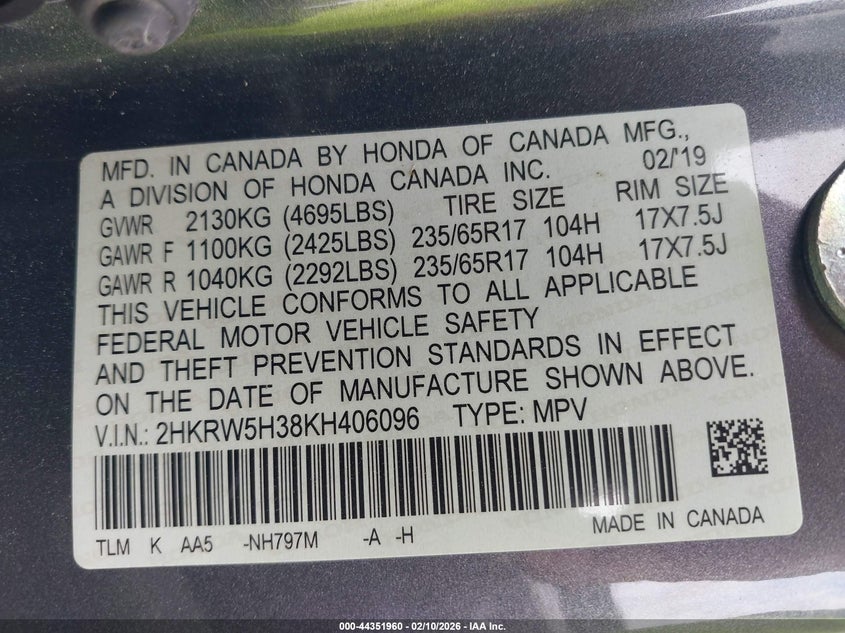 MFD. IN CANADA BY HONDA OF CANADA MFG.,
A DIVISION OF HONDA CANADA INC. 02/'19
GVWR 2130KG (4695LBS) TIRE SIZE RIM SIZE
GAWR F 1100KG (2425LBS) 235/65R17 104H 17X7.5J
GAWR R 1040KG (2292LBS) 235/65R17 104H 17X7.5J
THIS VEHICLE CONFORMS TO ALL APPLICABLE
FEDERAL MOTOR VEHICLE SAFETY
AND THEFT PREVENTION STANDARDS IN EFFECT
ON THE DATE OF MANUFACTURE SHOWN ABOVE.
V.I.N.: 2HKRW5H38KH406096 TYPE: MPV
TLM K AA5 -NH797M -A -H MADE IN CANADA
000-44351960 - 02/10/2026 - IAA Inc.